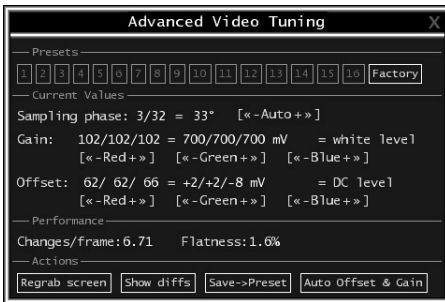 Advanced Video Tuning X
Presets
1 2 3 4 5 6 7 8 9 10 11 12 13 14 15 16 Factory
Current Values
Sampling phase: 3/32 = 33° [«-Auto+»]
Gain: 102/102/102 = 700/700/700 mV = white level
[«-Red+»] [«-Green+»] [«-Blue+»]
Offset: 62/ 62/ 66 = +2/+2/-8 mV = DC level
[«-Red+»] [«-Green+»] [«-Blue+»]
Performance
Changes/frame:6.71 Flatness:1.6%
Actions
Regrab screen Show diffs Save->Preset Auto Offset & Gain